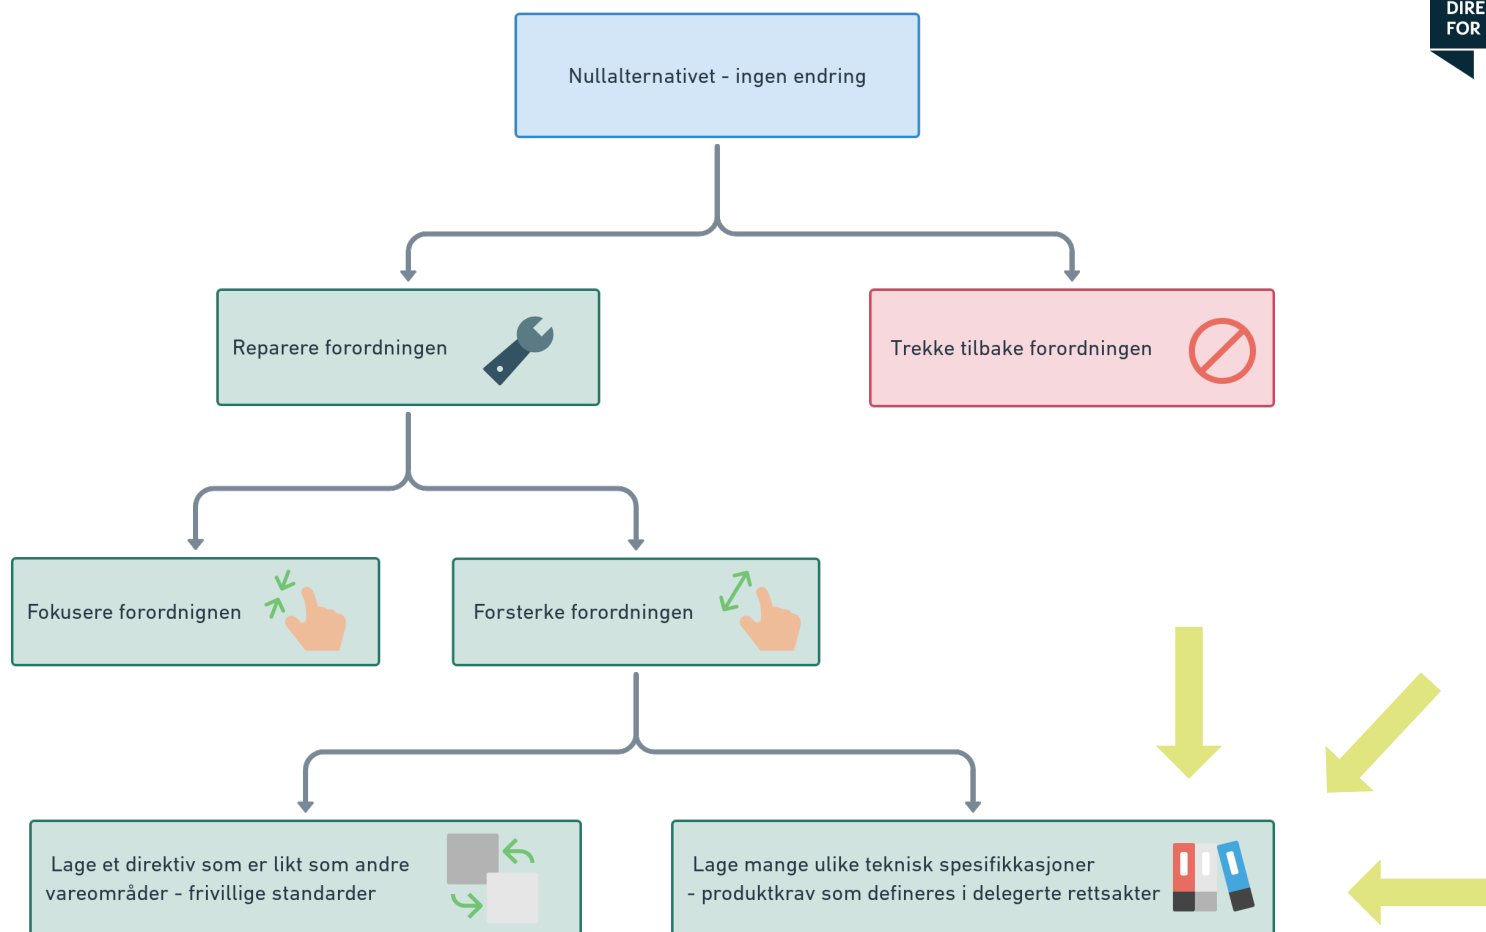 DIRE
FOR
Nullalternativet - ingen endring
Reparere forordningen
Trekke tilbake forordningen
Fokusere forordnignen
Forsterke forordningen
Lage et direktiv som er likt som andre
vareområder - frivillige standarder
Lage mange ulike teknisk spesifikkasjoner
- produktkrav som defineres i delegerte rettsakter